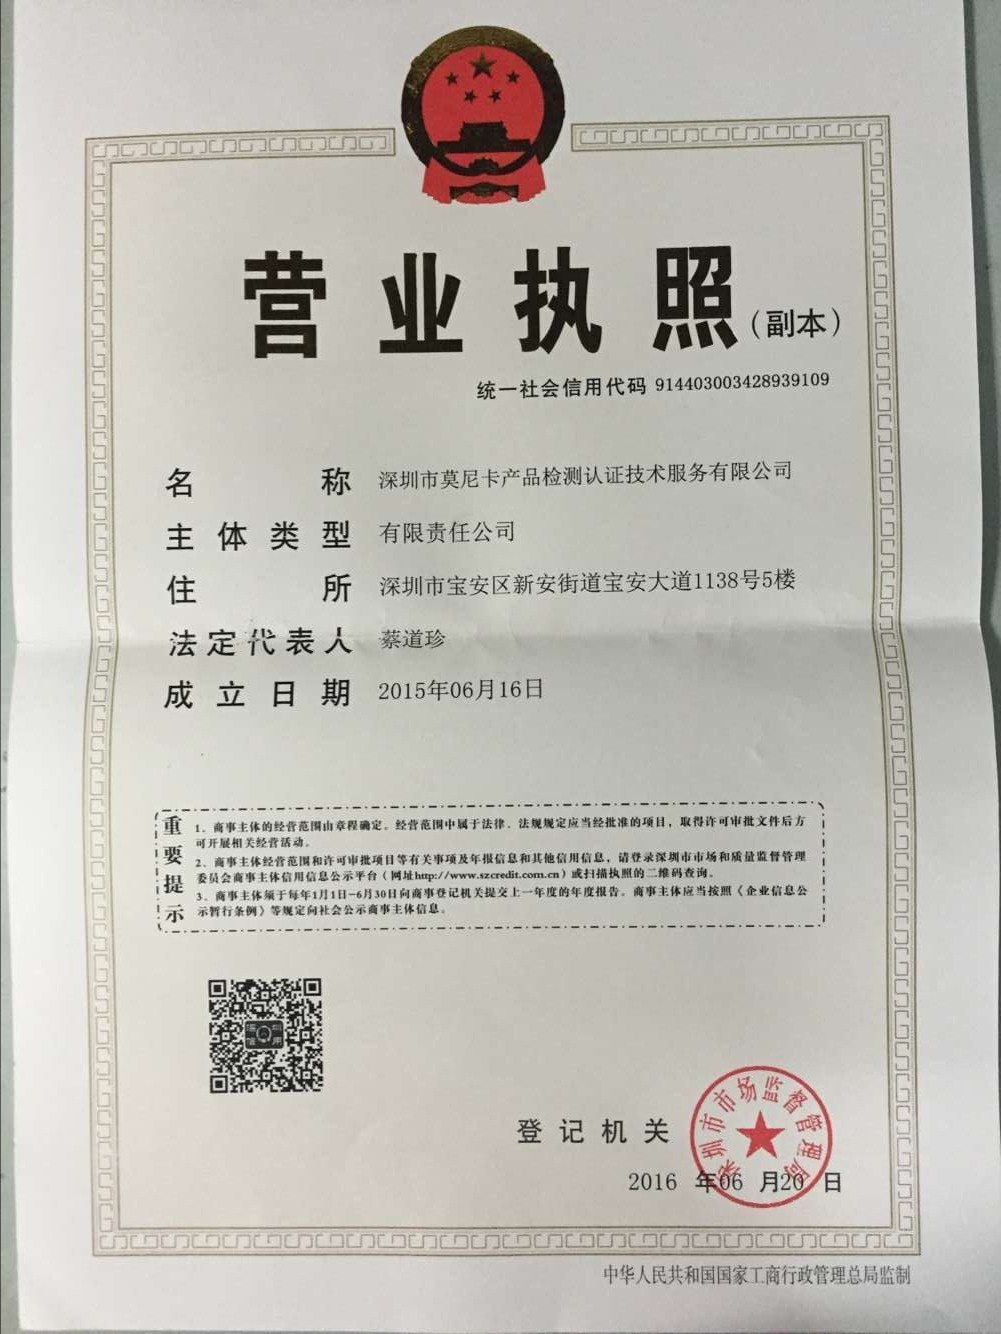 营业执照（副本）
统一社会信用代码 914403003428939109
名称 深圳市莫尼卡产品检测认证技术服务有限公司
主体类型 有限责任公司
住所 深圳市宝安区新安街道宝安大道1138号5楼
法定代表人 蔡道珍
成立日期 2015年06月16日
重要提示
1、商事主体的经营范围由章程确定。经营范围中属于法律、法规规定应当经批准的项目，取得许可审批文件后方
可开展相关经营活动。
2、商事主体经营范围和许可审批项目等有关事项及年报信息和其他信用信息，请登录深圳市市场和质量监督管理
委员会商事主体信用信息公示平台（网址http://www.szcredit.com.cn）或扫描执照的二维码查询。
3、商事主体须于每年1月1日-6月30日向商事登记机关提交上一年度的年度报告。商事主体应当按照《企业信息公
示暂行条例》等规定向社会公示商事主体信息。
深圳信用
登记机关
深圳市市场监督管理局
2016 年06 月20 日
中华人民共和国国家工商行政管理总局监制